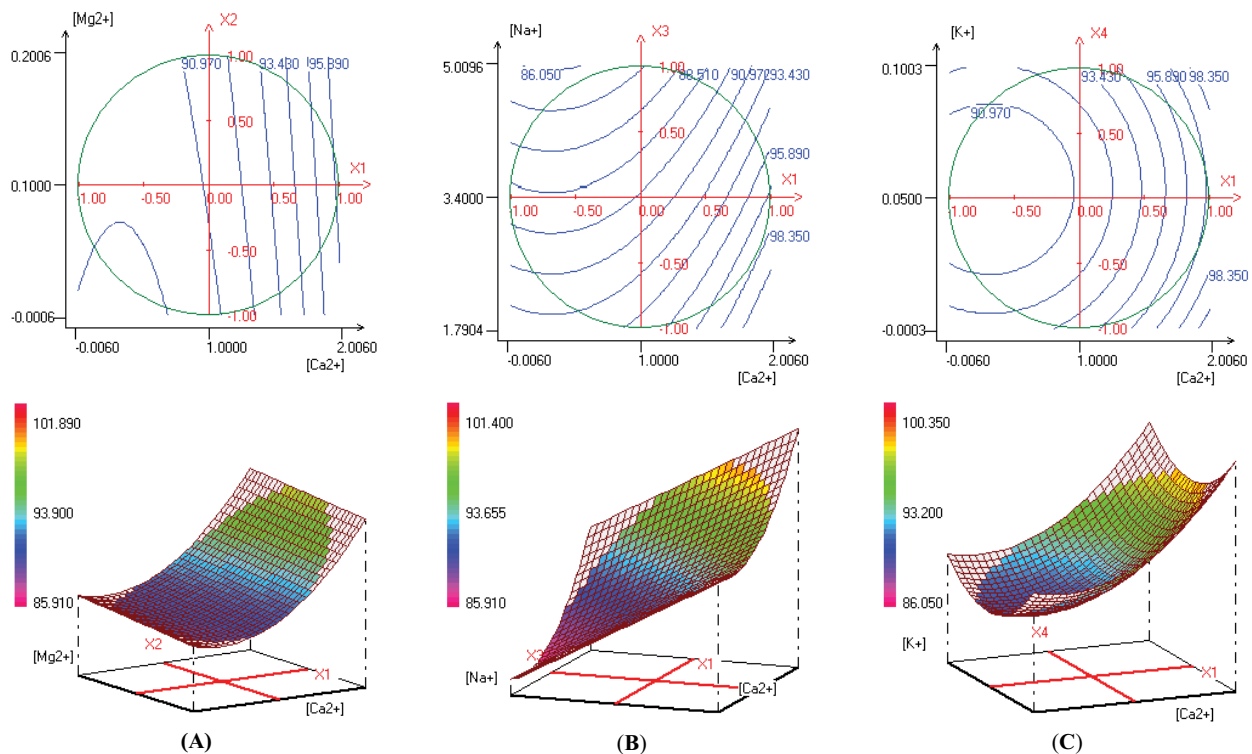 [Mg2+]
X2
0.2006
1.00
90.970
93.430
95.890
0.50
X1
0.1000
-1.00
-0.50
0.00
0.00
0.50
1.00
-0.50
-0.0006
-1.00
-0.0060
1.0000
2.0060
[Ca2+]
[Na+]
X3
5.0096
1.00
86.050
88.510
90.970
93.430
0.50
95.890
X1
3.4000
1.00
-0.50
0.00
0.00
0.50
1.00
98.350
-0.50
1.7904
-1.00
-0.0060
1.0000
2.0060
[Ca2+]
[K+]
X4
0.1003
1.00
93.430
95.890
98.350
90.970
0.50
X1
0.0500
1.00
-0.50
0.00
0.00
0.50
1.00
-0.50
98.350
-0.0003
-1.00
-0.0060
1.0000
2.0060
[Ca2+]
101.890
93.900
85.910
X2
[Mg2+]
X1
[Ca2+]
(A)
101.400
93.655
85.910
X3
X1
[Na+]
[Ca2+]
(B)
100.350
93.200
86.050
X4
[K+]
X1
[Ca2+]
(C)